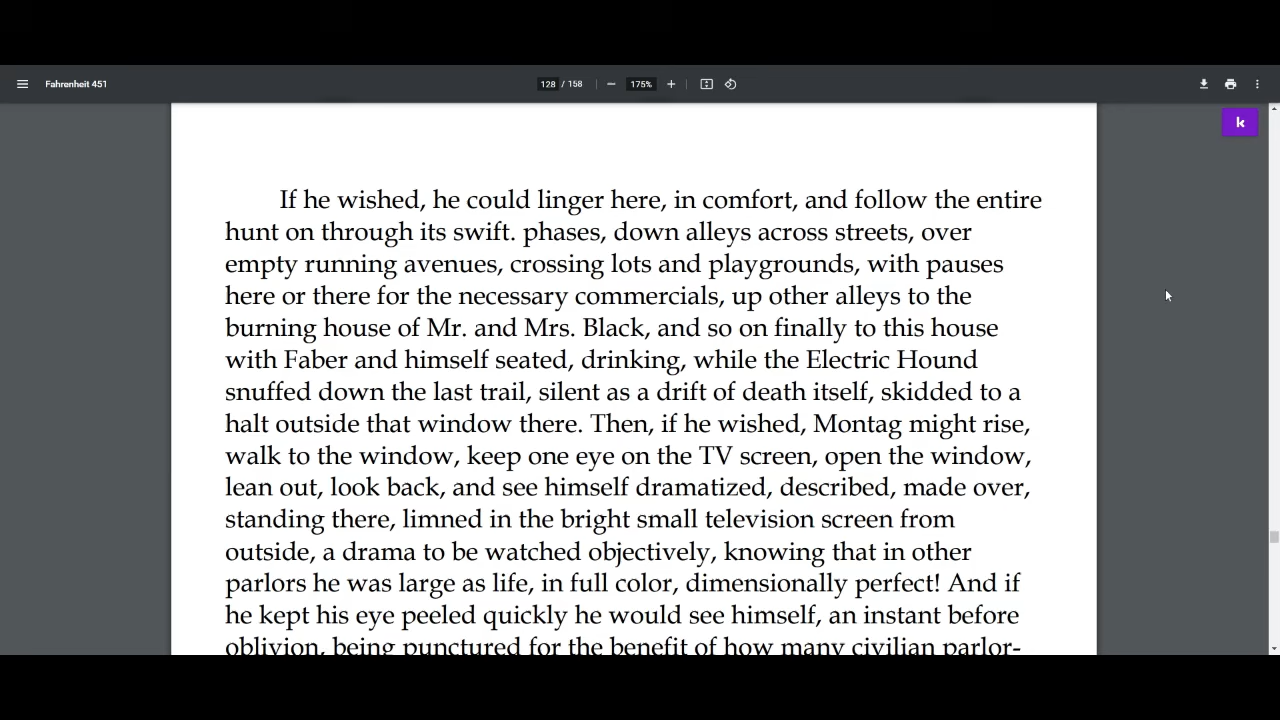 Fahrenheit 451
128 / 158
175%
k
If he wished, he could linger here, in comfort, and follow the entire
hunt on through its swift. phases, down alleys across streets, over
empty running avenues, crossing lots and playgrounds, with pauses
here or there for the necessary commercials, up other alleys to the
burning house of Mr. and Mrs. Black, and so on finally to this house
with Faber and himself seated, drinking, while the Electric Hound
snuffed down the last trail, silent as a drift of death itself, skidded to a
halt outside that window there. Then, if he wished, Montag might rise,
walk to the window, keep one eye on the TV screen, open the window,
lean out, look back, and see himself dramatized, described, made over,
standing there, limned in the bright small television screen from
outside, a drama to be watched objectively, knowing that in other
parlors he was large as life, in full color, dimensionally perfect! And if
he kept his eye peeled quickly he would see himself, an instant before
oblivion, being punctured for the benefit of how many civilian parlor-